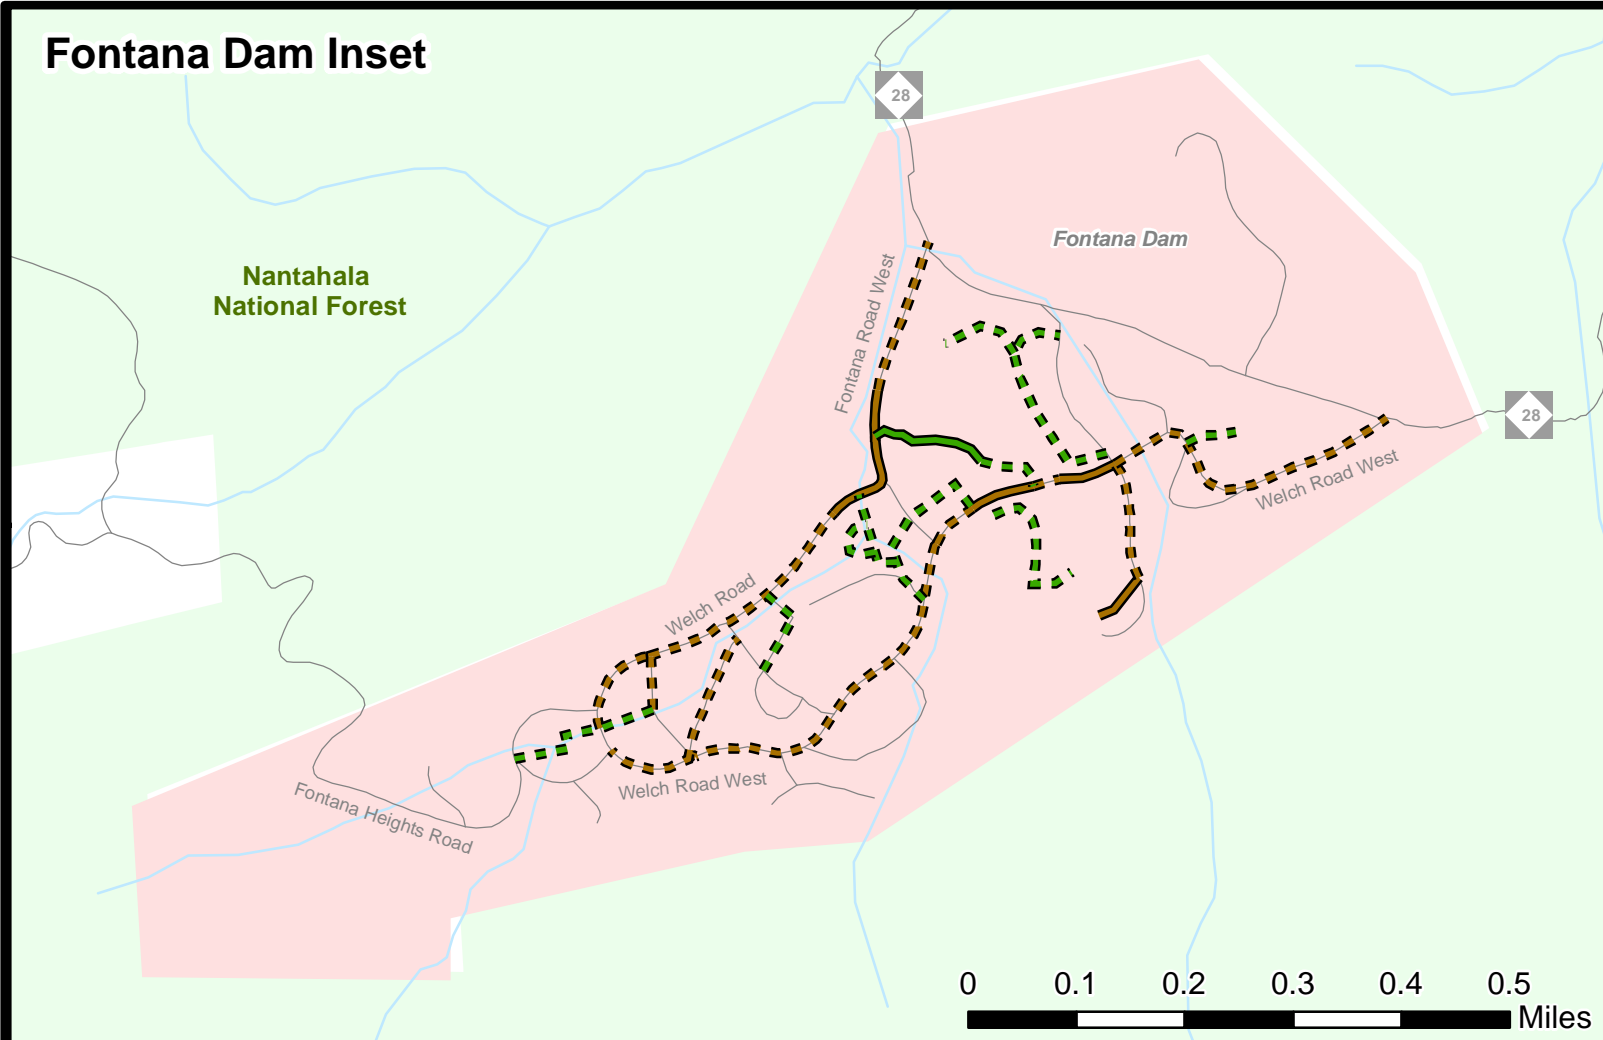 Fontana Dam Inset
28
Fontana Dam
Fontana Road West
Nantahala
National Forest
28
Welch Road West
Welch Road
Welch Road West
Fontana Heights Road
0 0.1 0.2 0.3 0.4 0.5
Miles